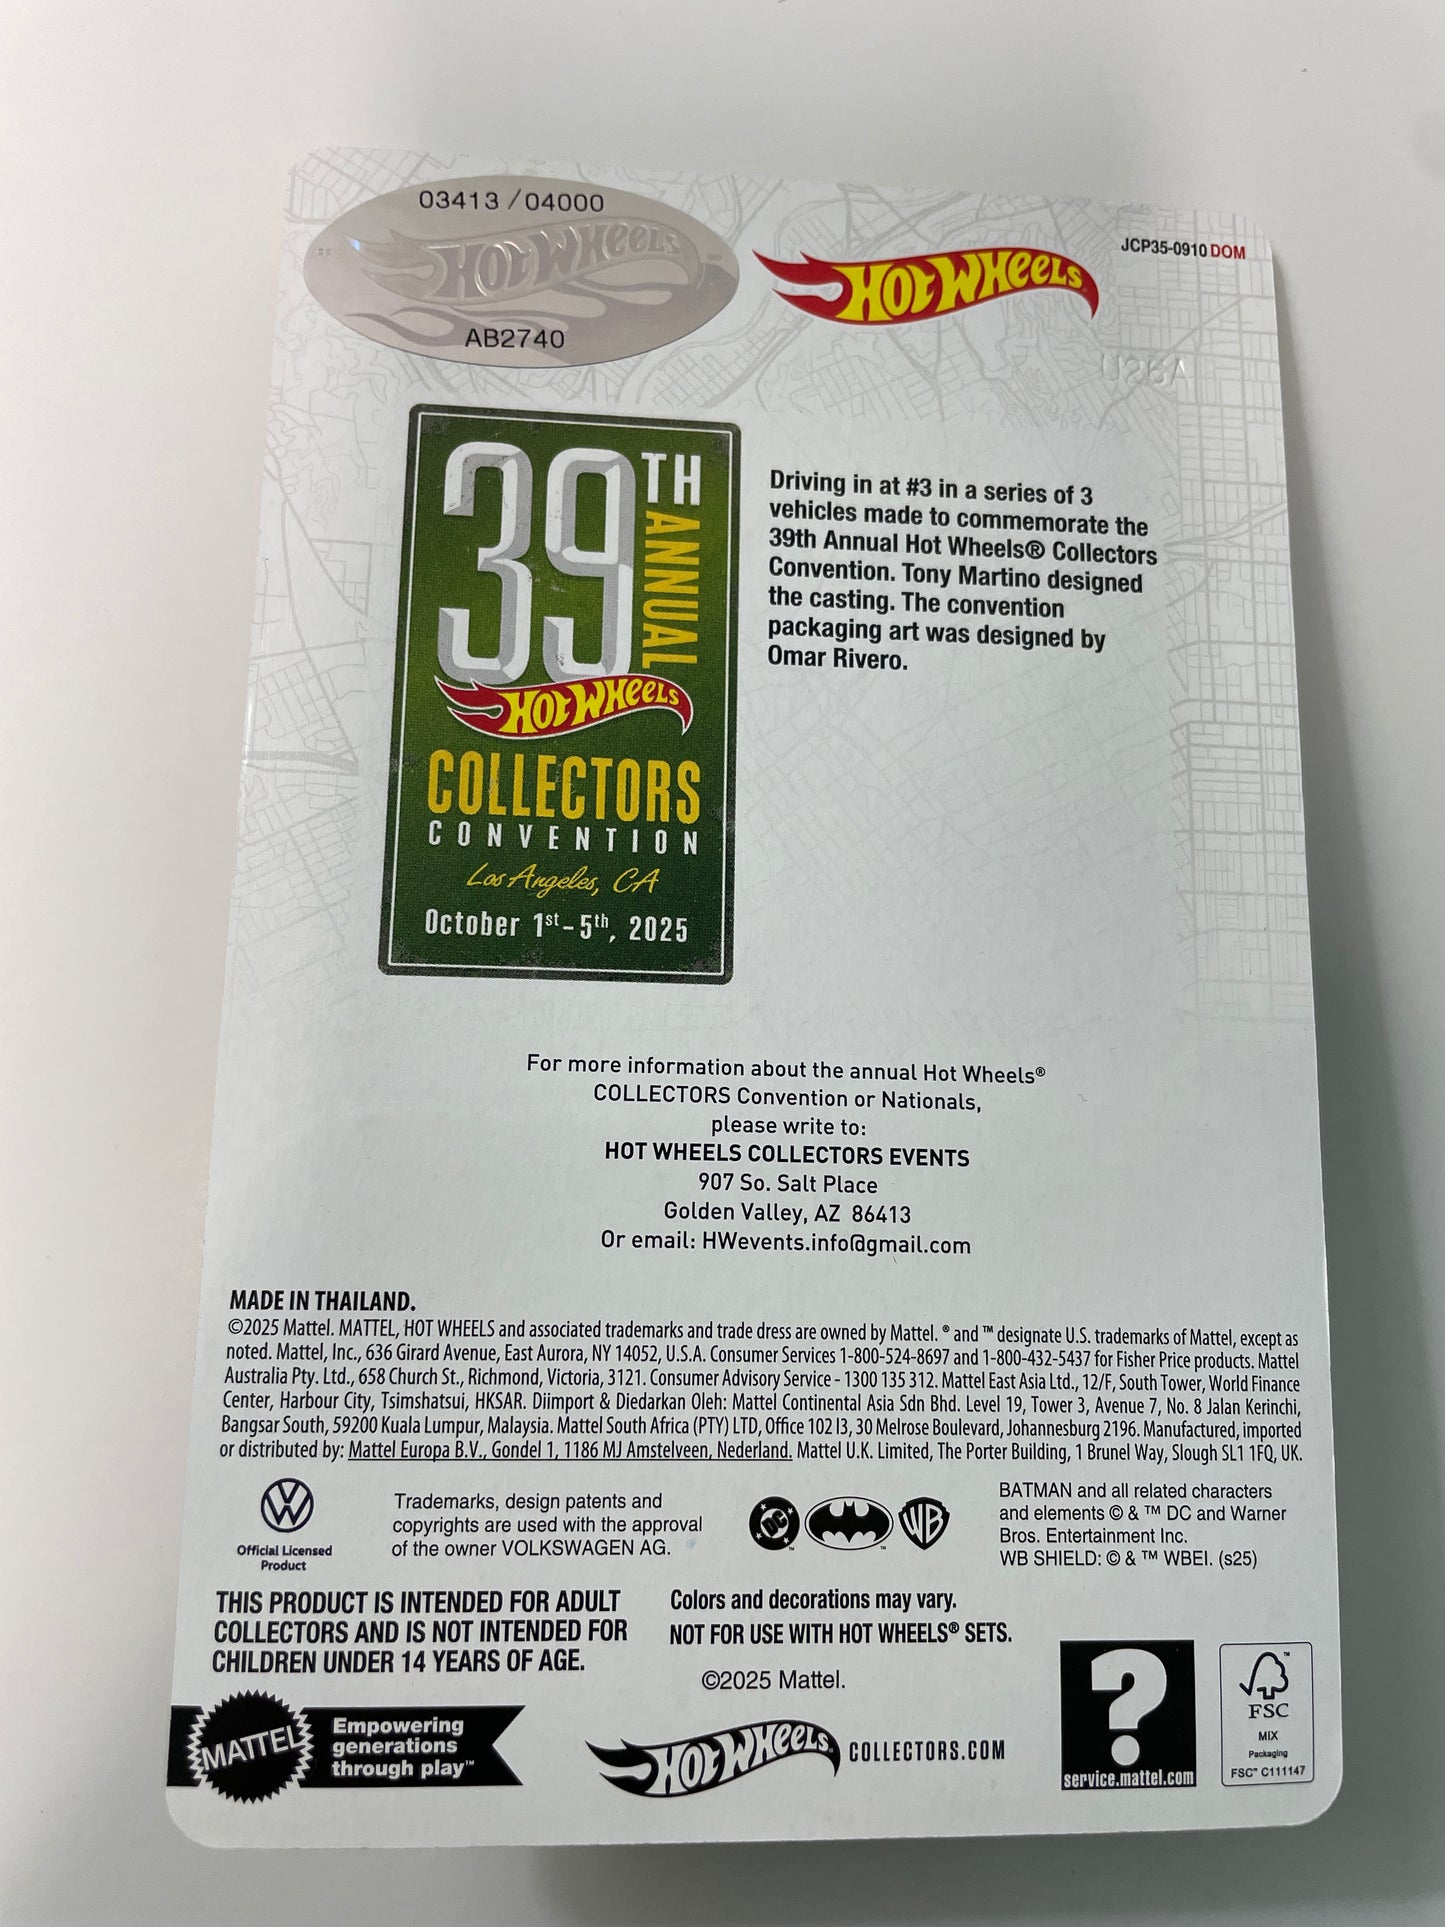 03413 / 04000
HOT WHEELS
AB2740
HOT WHEELS
JCP35-0910 DOM
39TH
ANNUAL
HOT WHEELS
COLLECTORS
CONVENTION
Los Angeles, CA
October 1st - 5th, 2025
Driving in at #3 in a series of 3
vehicles made to commemorate the
39th Annual Hot Wheels® Collectors
Convention. Tony Martino designed
the casting. The convention
packaging art was designed by
Omar Rivero.
For more information about the annual Hot Wheels®
COLLECTORS Convention or Nationals,
please write to:
HOT WHEELS COLLECTORS EVENTS
907 So. Salt Place
Golden Valley, AZ 86413
Or email: HWevents.info@gmail.com
MADE IN THAILAND.
©2025 Mattel. MATTEL, HOT WHEELS and associated trademarks and trade dress are owned by Mattel. ® and ™ designate U.S. trademarks of Mattel, except as
noted. Mattel, Inc., 636 Girard Avenue, East Aurora, NY 14052, U.S.A. Consumer Services 1-800-524-8697 and 1-800-432-5437 for Fisher Price products. Mattel
Australia Pty. Ltd., 658 Church St., Richmond, Victoria, 3121. Consumer Advisory Service - 1300 135 312. Mattel East Asia Ltd., 12/F, South Tower, World Finance
Center, Harbour City, Tsimshatsui, HKSAR. Diimport & Diedarkan Oleh: Mattel Continental Asia Sdn Bhd. Level 19, Tower 3, Avenue 7, No. 8 Jalan Kerinchi,
Bangsar South, 59200 Kuala Lumpur, Malaysia. Mattel South Africa (PTY) LTD, Office 102 I3, 30 Melrose Boulevard, Johannesburg 2196. Manufactured, imported
or distributed by: Mattel Europa B.V., Gondel 1, 1186 MJ Amstelveen, Nederland. Mattel U.K. Limited, The Porter Building, 1 Brunel Way, Slough SL1 1FQ, UK.
VW
Official Licensed
Product
Trademarks, design patents and
copyrights are used with the approval
of the owner VOLKSWAGEN AG.
DC
WB
BATMAN and all related characters
and elements © & ™ DC and Warner
Bros. Entertainment Inc.
WB SHIELD: © & ™ WBEI. (s25)
THIS PRODUCT IS INTENDED FOR ADULT
COLLECTORS AND IS NOT INTENDED FOR
CHILDREN UNDER 14 YEARS OF AGE.
Colors and decorations may vary.
NOT FOR USE WITH HOT WHEELS® SETS.
©2025 Mattel.
MATTEL
Empowering
generations
through play™
HOT WHEELS COLLECTORS.COM
?
service.mattel.com
FSC
MIX
Packaging
FSC™ C111147